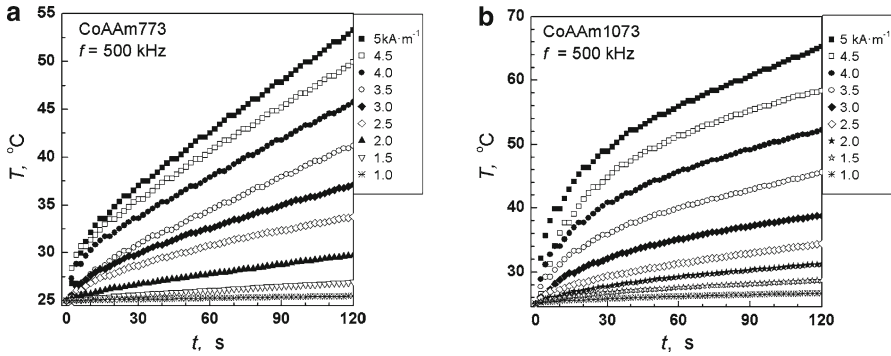 a
CoAAm773
f = 500 kHz
T, °C
55
50
45
40
35
30
25
0 30 60 90 120
t, s
5kA·m⁻¹
4.5
4.0
3.5
3.0
2.5
2.0
1.5
1.0
b
CoAAm1073
f = 500 kHz
T, °C
70
60
50
40
30
0 30 60 90 120
t, s
5 kA·m⁻¹
4.5
4.0
3.5
3.0
2.5
2.0
1.5
1.0